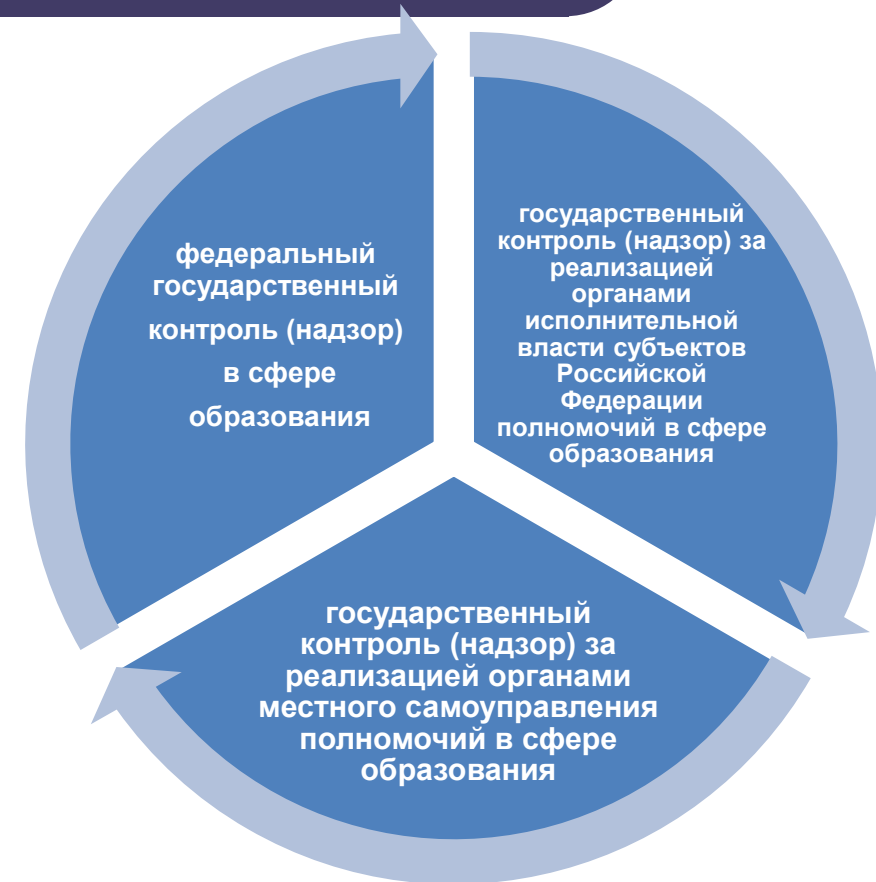 федеральный
государственный
контроль (надзор)
в сфере
образования
государственный
контроль (надзор) за
реализацией
органами
исполнительной
власти субъектов
Российской
Федерации
полномочий в сфере
образования
государственный
контроль (надзор) за
реализацией органами
местного самоуправления
полномочий в сфере
образования